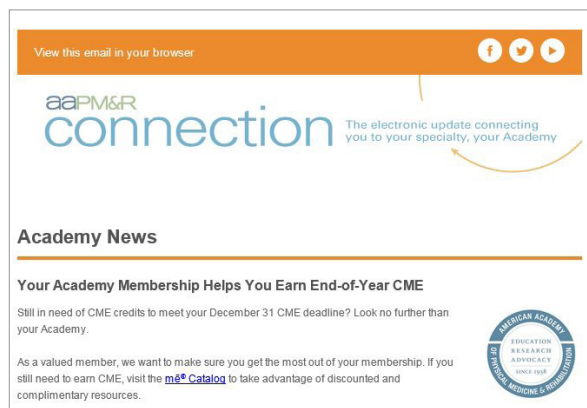 View this email in your browser
aaPM&R
connection
The electronic update connecting
you to your specialty, your Academy
Academy News
Your Academy Membership Helps You Earn End-of-Year CME
Still in need of CME credits to meet your December 31 CME deadline? Look no further than
your Academy.
As a valued member, we want to make sure you get the most out of your membership. If you
still need to earn CME, visit the mē® Catalog to take advantage of discounted and
complimentary resources.
AMERICAN ACADEMY
OF PHYSICAL MEDICINE & REHABILITATION
EDUCATION
RESEARCH
ADVOCACY
SINCE 1938